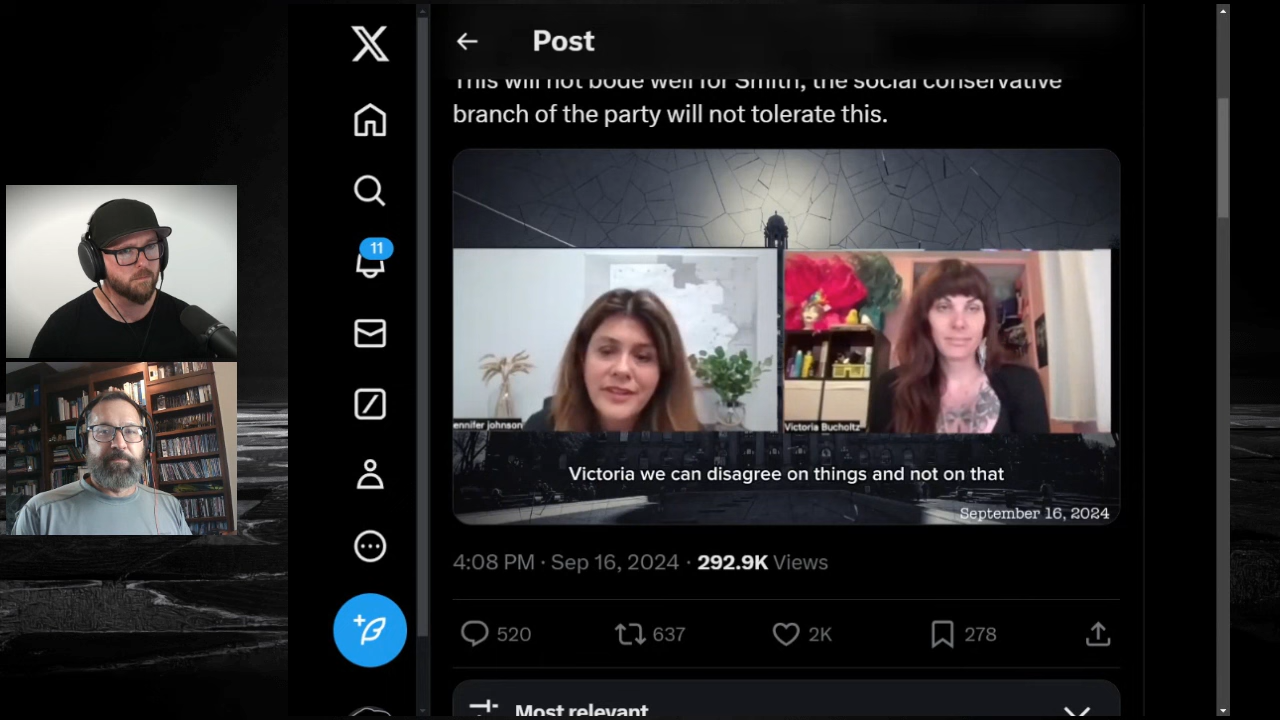 Post
This will not bode well for Smith, the social conservative
branch of the party will not tolerate this.
11
ennifer johnson
Victoria Bucholtz
Victoria we can disagree on things and not on that
September 16, 2024
4:08 PM · Sep 16, 2024 · 292.9K Views
520
637
2K
278
Most relevant